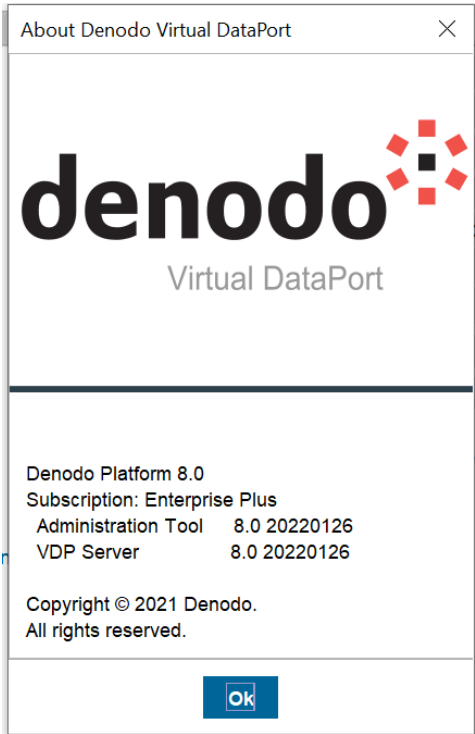 About Denodo Virtual DataPort
denodo
Virtual DataPort
Denodo Platform 8.0
Subscription: Enterprise Plus
Administration Tool 8.0 20220126
VDP Server 8.0 20220126
Copyright © 2021 Denodo.
All rights reserved.
Ok